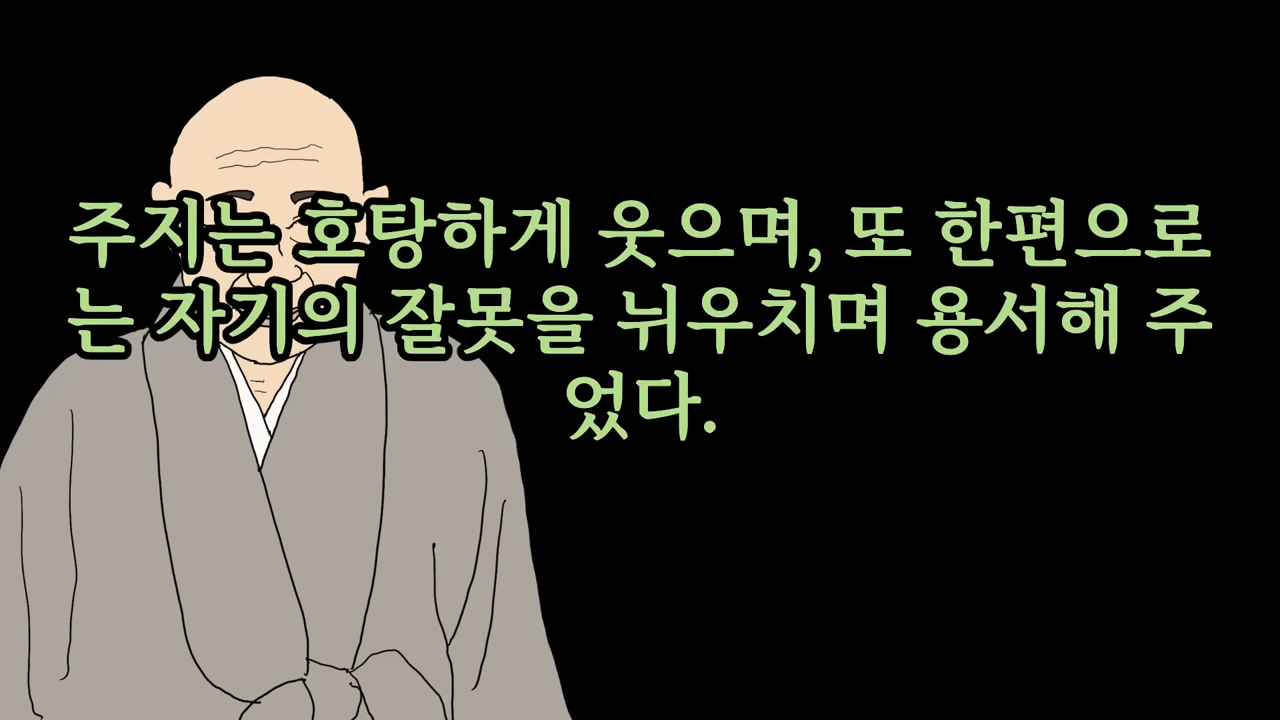 주지는 호탕하게 웃으며, 또 한편으로
는 자기의 잘못을 뉘우치며 용서해 주
었다.